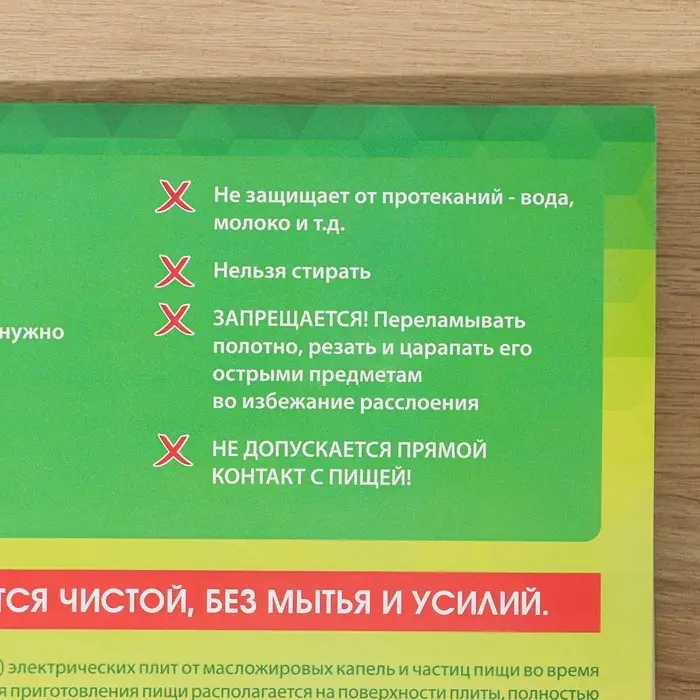 Не защищает от протеканий - вода,
молоко и т.д.
Нельзя стирать
нужно
ЗАПРЕЩАЕТСЯ! Переламывать
полотно, резать и царапать его
острыми предметам
во избежание расслоения
НЕ ДОПУСКАЕТСЯ ПРЯМОЙ
КОНТАКТ С ПИЩЕЙ!
ТСЯ ЧИСТОЙ, БЕЗ МЫТЬЯ И УСИЛИЙ.
) электрических плит от масложировых капель и частиц пищи во время
я приготовления пищи располагается на поверхности плиты, полностью